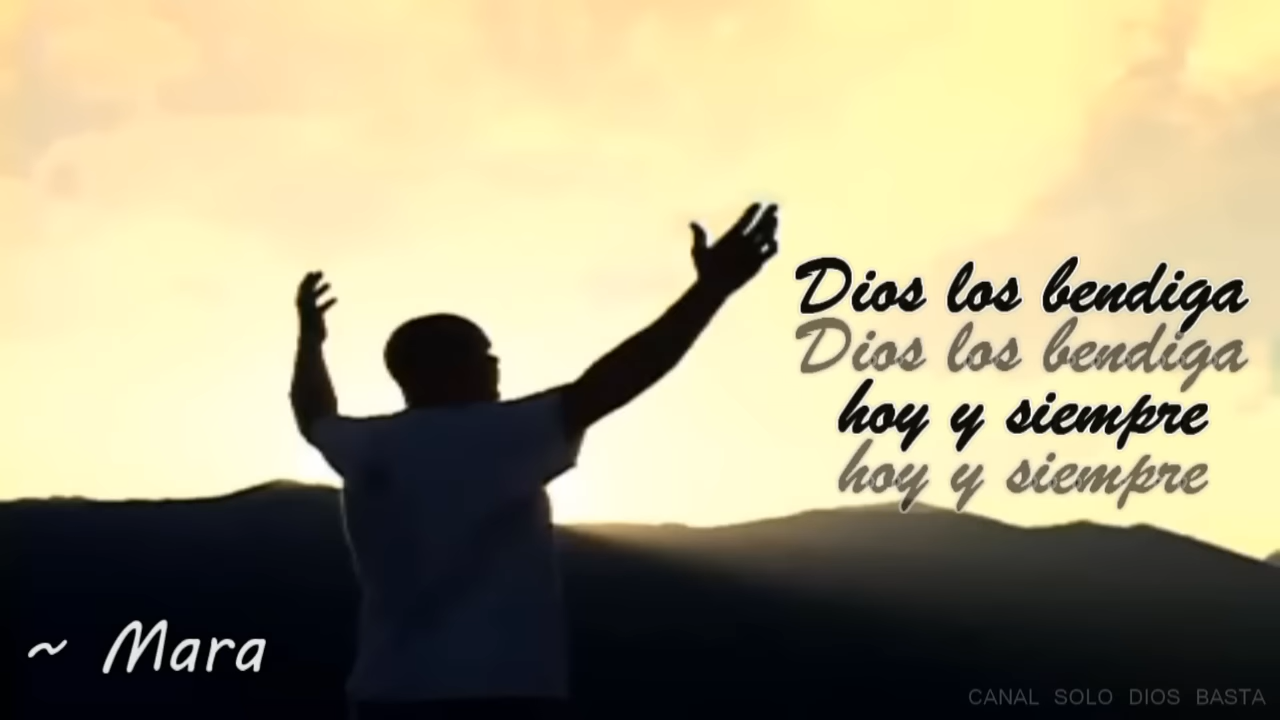 Dios los bendiga
Dios los bendiga
hoy y siempre
hoy y siempre
~ Mara
CANAL SOLO DIOS BASTA